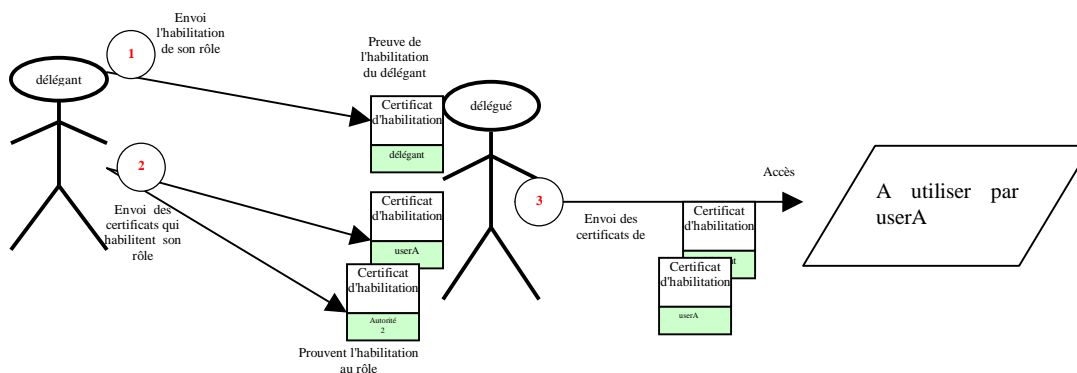 Envoi
l'habilitation
de son rôle
1
délégant
Preuve de
l'habilitation
du délégant
Certificat
d'habilitation
délégant
délégué
2
Envoi des
certificats qui
habilitent son
rôle
Certificat
d'habilitation
userA
Certificat
d'habilitation
Autorité
2
Prouvent l'habilitation
au rôle
3
Envoi des
certificats de
Accès
Certificat
d'habilitation
Certificat
d'habilitation
userA
A utiliser par
userA